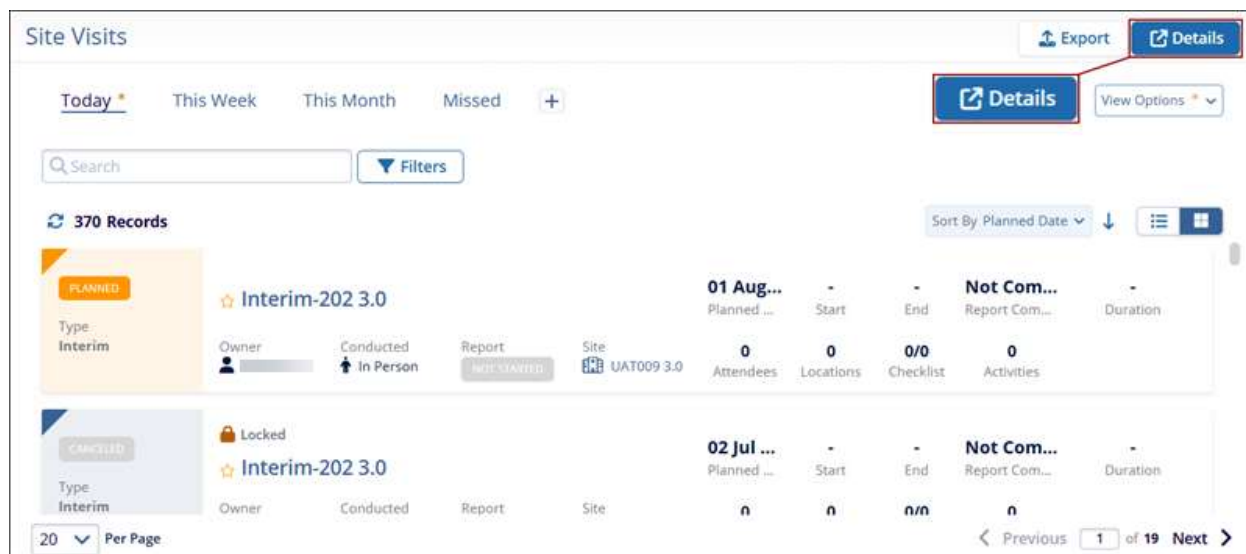 Site Visits
Export
Details
Today *
This Week
This Month
Missed
+
Details
View Options *
Search
Filters
370 Records
Sort By Planned Date
PLANNED
Type
Interim
Interim-202 3.0
Owner
Conducted
In Person
Report
NOT STARTED
Site
UAT009 3.0
01 Aug...
Planned ...
-
Start
-
End
Not Com...
Report Com...
-
Duration
0
Attendees
0
Locations
0/0
Checklist
0
Activities
CANCELED
Type
Interim
Locked
Interim-202 3.0
Owner
Conducted
Report
Site
02 Jul ...
Planned ...
-
Start
-
End
Not Com...
Report Com...
-
Duration
0
0
0/0
0
20
Per Page
Previous
1
of 19
Next